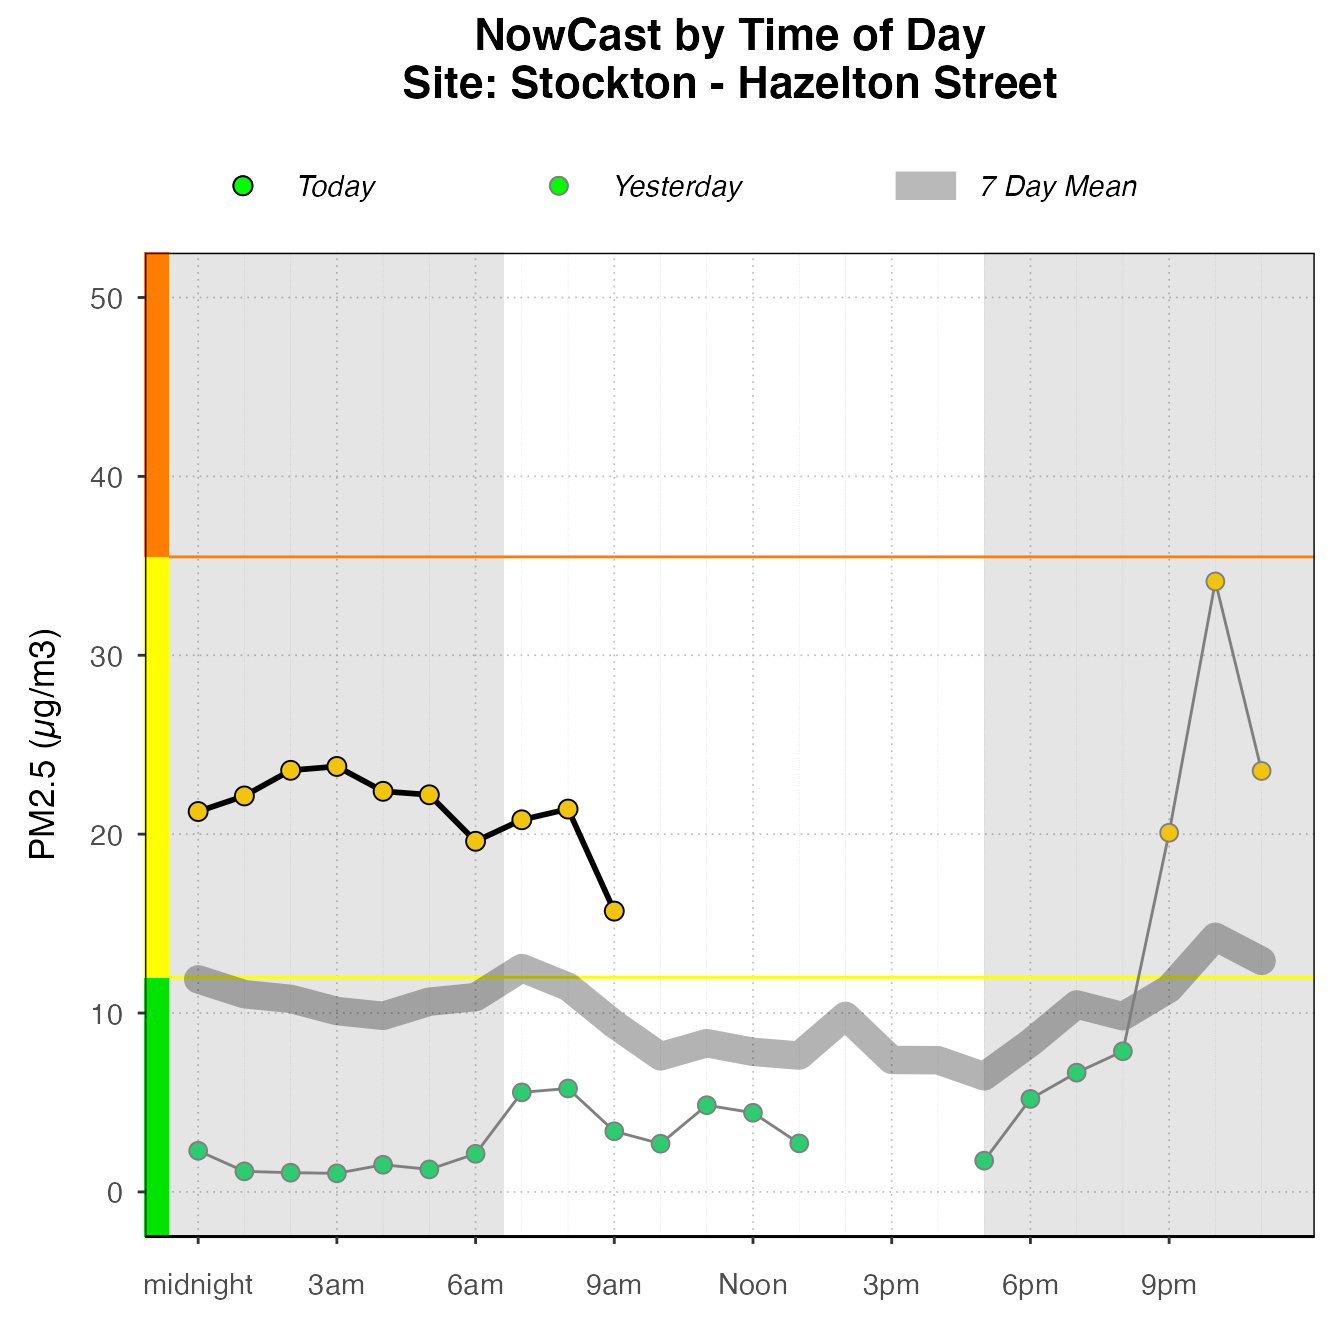 NowCast by Time of Day
Site: Stockton - Hazelton Street
Today Yesterday 7 Day Mean
PM2.5 (µg/m3)
50
40
30
20
10
0
midnight 3am 6am 9am Noon 3pm 6pm 9pm